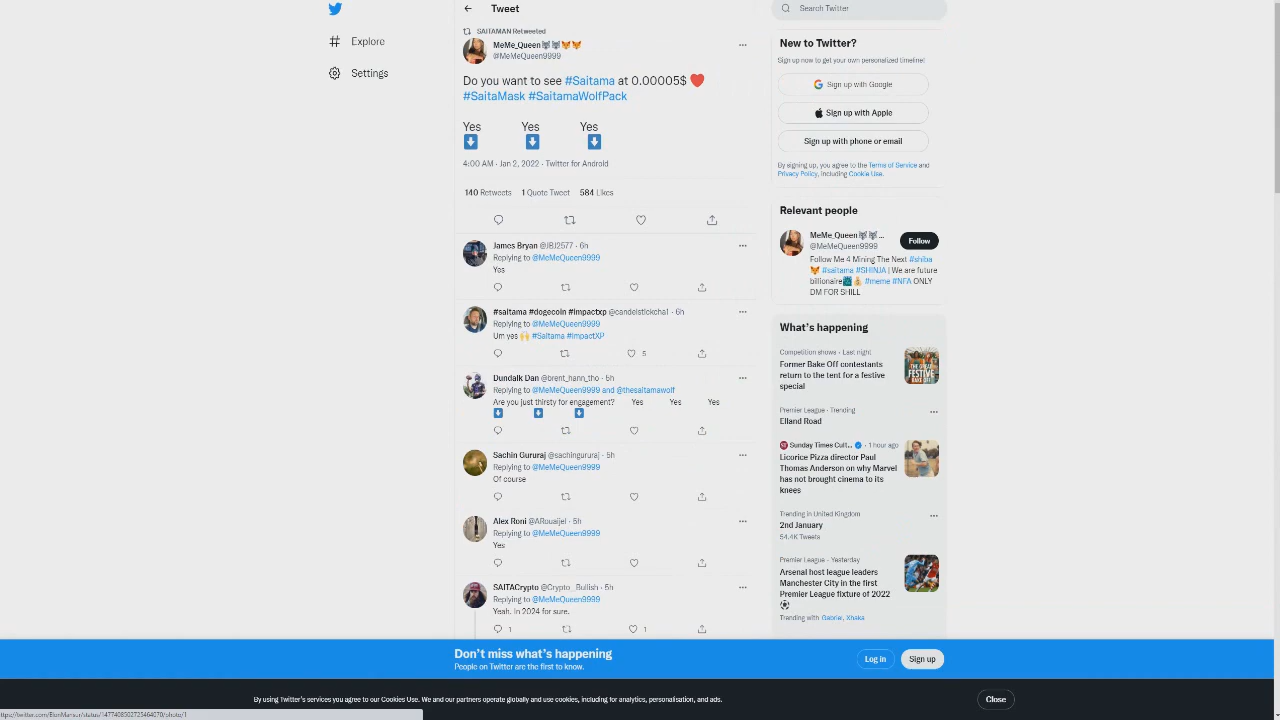 Tweet
Search Twitter
Explore
Settings
SAITAMAN Retweeted
MeMe_Queen🐺🐺🦊🦊
@MeMeQueen9999
Do you want to see #Saitama at 0.00005$ ❤️
#SaitaMask #SaitamaWolfPack
Yes Yes Yes
⬇️ ⬇️ ⬇️
4:00 AM · Jan 2, 2022 · Twitter for Android
140 Retweets 1 Quote Tweet 584 Likes
James Bryan @JBJ2577 · 6h
Replying to @MeMeQueen9999
Yes
#saitama #dogecoin #impactxp @candelstickcha1 · 6h
Replying to @MeMeQueen9999
Um yes 🙌 #Saitama #ImpactXP
5
Dundalk Dan @brent_hann_tho · 5h
Replying to @MeMeQueen9999 and @thesaitamawolf
Are you just thirsty for engagement? Yes Yes Yes
⬇️ ⬇️ ⬇️
Sachin Gururaj @sachingururaj · 5h
Replying to @MeMeQueen9999
Of course
Alex Roni @ARouaijel · 5h
Replying to @MeMeQueen9999
Yes
SAITACrypto @Crypto_Bullish · 5h
Replying to @MeMeQueen9999
Yeah. in 2024 for sure.
1 1
New to Twitter?
Sign up now to get your own personalized timeline!
Sign up with Google
Sign up with Apple
Sign up with phone or email
By signing up, you agree to the Terms of Service and
Privacy Policy, including Cookie Use.
Relevant people
MeMe_Queen🐺🐺...
@MeMeQueen9999
Follow
Follow Me 4 Mining The Next #shiba
🦊 #saitama #SHINJA | We are future
billionaire #meme #NFA ONLY
DM FOR SHILL
What's happening
Competition shows · Last night
Former Bake Off contestants
return to the tent for a festive
special
THE GREAT FESTIVE BAKE OFF
Premier League · Trending
Elland Road
Sunday Times Cult... · 1 hour ago
Licorice Pizza director Paul
Thomas Anderson on why Marvel
has not brought cinema to its
knees
Trending in United Kingdom
2nd January
54.4K Tweets
Premier League · Yesterday
Arsenal host league leaders
Manchester City in the first
Premier League fixture of 2022
⚽
Trending with Gabriel, Xhaka
Don't miss what's happening
People on Twitter are the first to know.
Log in
Sign up
By using Twitter's services you agree to our Cookies Use. We and our partners operate globally and use cookies, including for analytics, personalisation, and ads.
Close